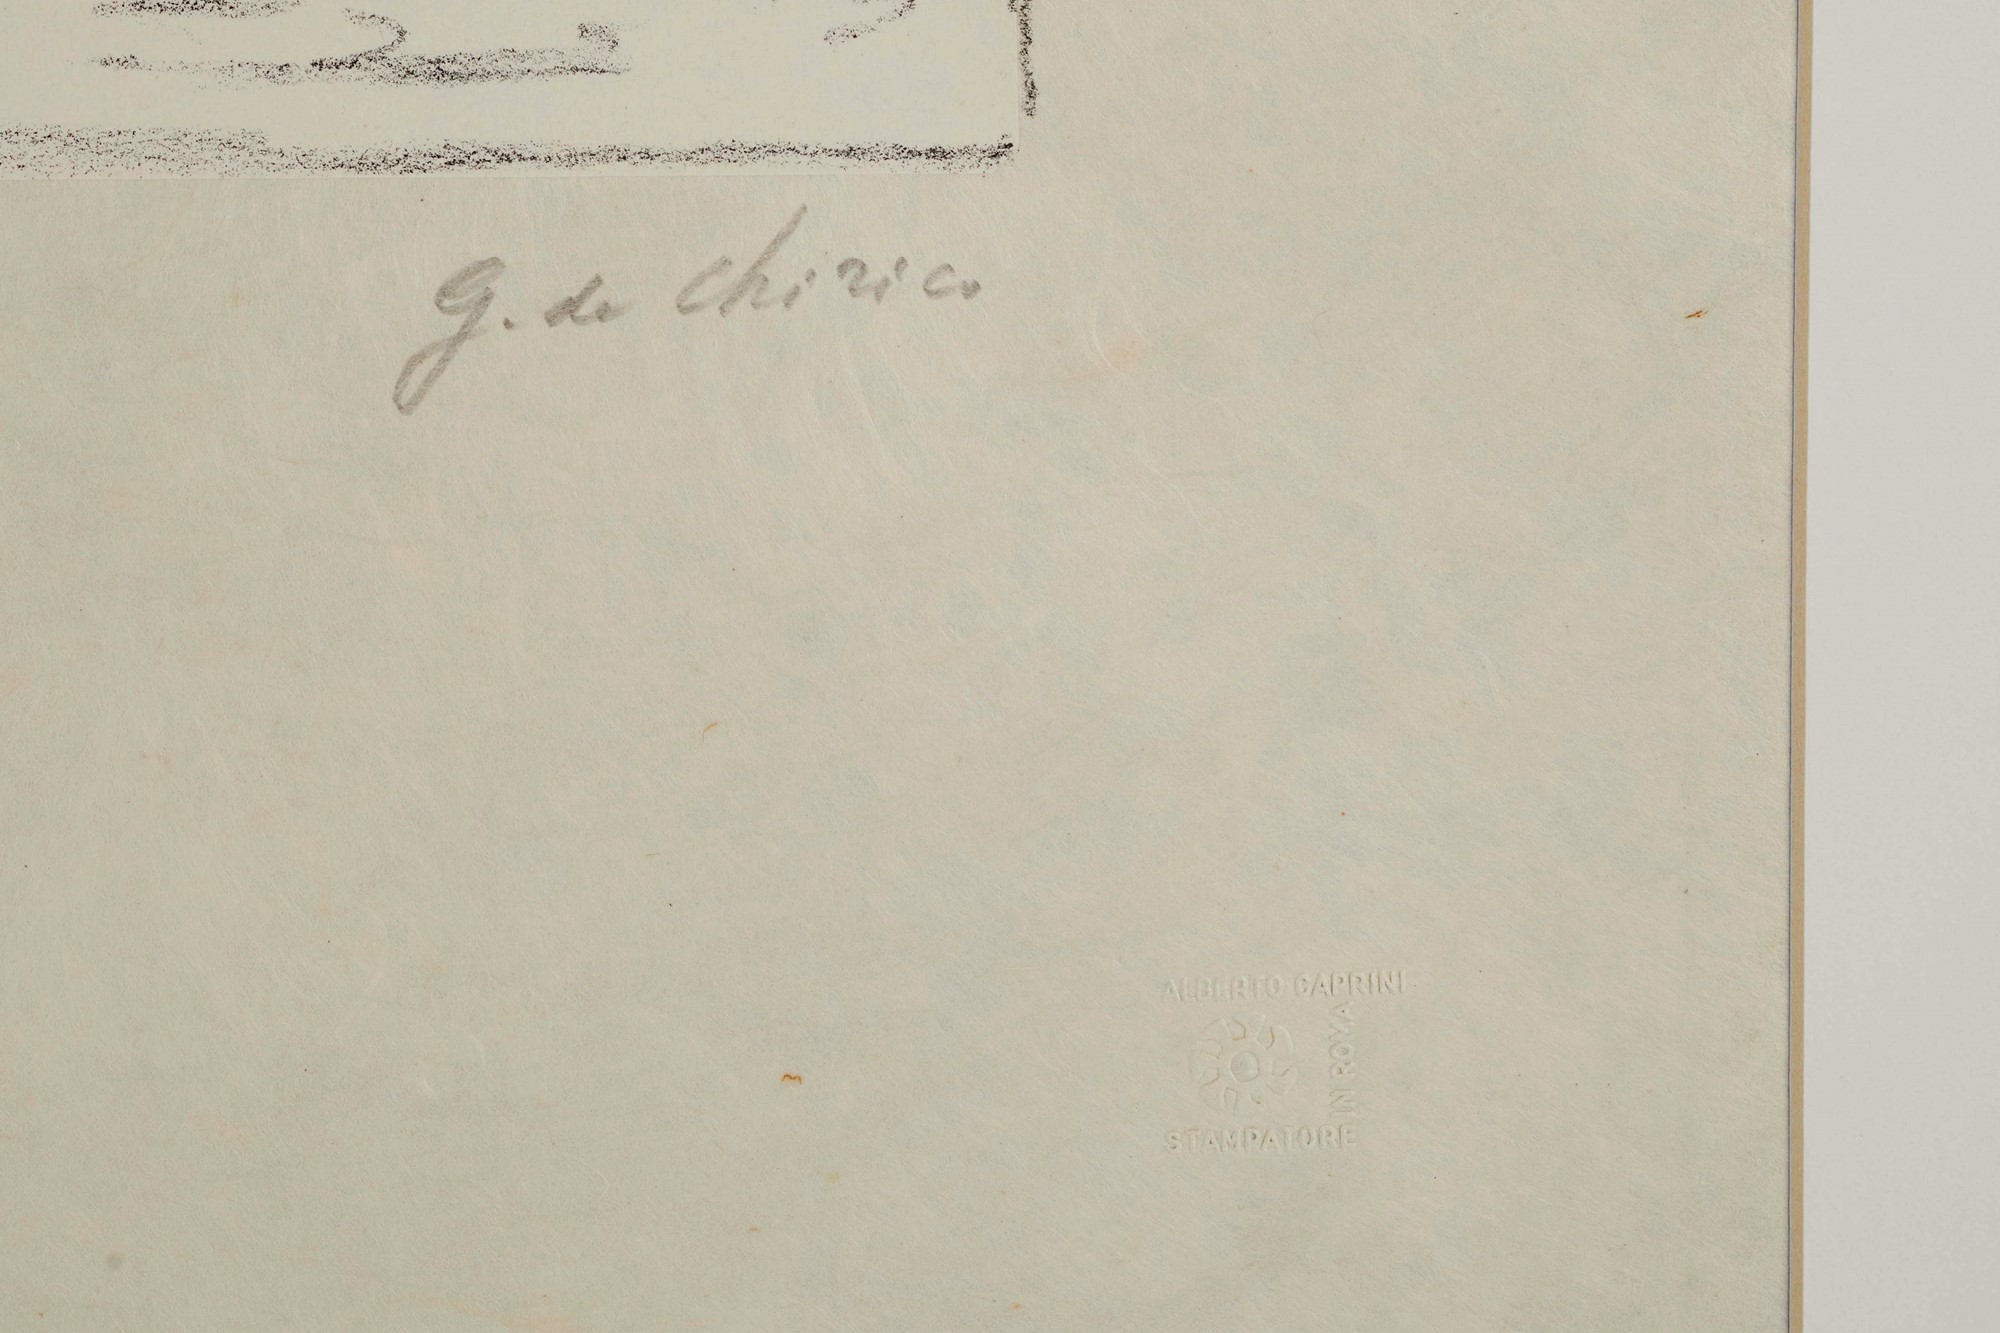 G. de Chirico
ALBERTO CAPRINI
STAMPATORE
IN ROMA